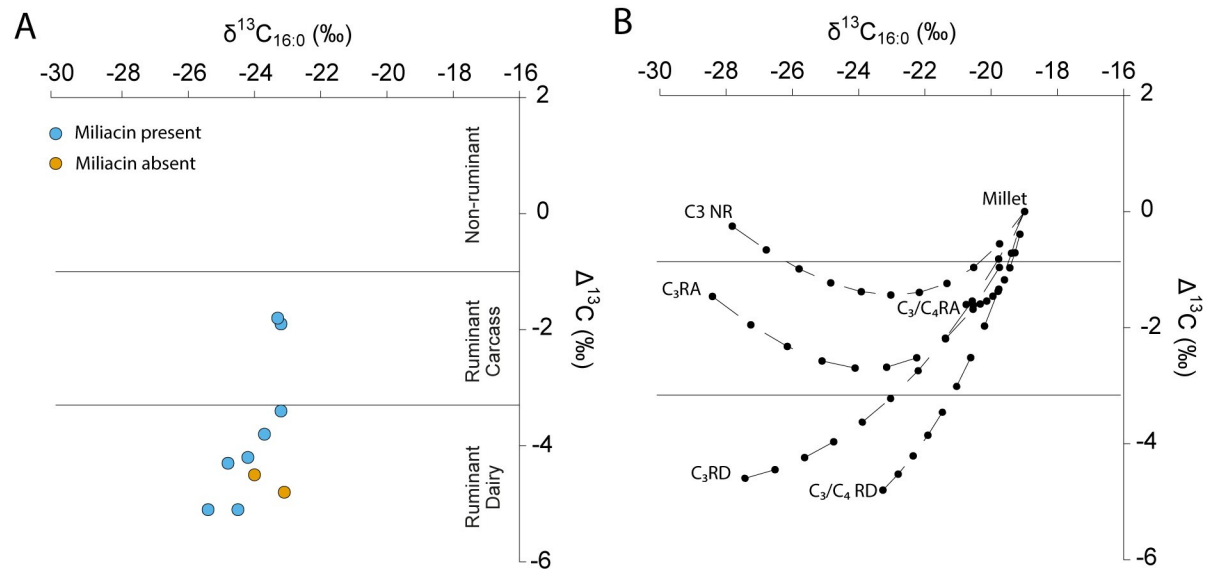 A
δ¹³C₁₆:₀ (‰)
-30 -28 -26 -24 -22 -20 -18 -16
2
0
-2
-4
-6
Δ¹³C (‰)
Miliacin present
Miliacin absent
Non-ruminant
Ruminant
Carcass
Ruminant
Dairy
B
δ¹³C₁₆:₀ (‰)
-30 -28 -26 -24 -22 -20 -18 -16
2
0
-2
-4
-6
Δ¹³C (‰)
Millet
C3 NR
C₃RA
C₃/C₄RA
C₃RD
C₃/C₄ RD